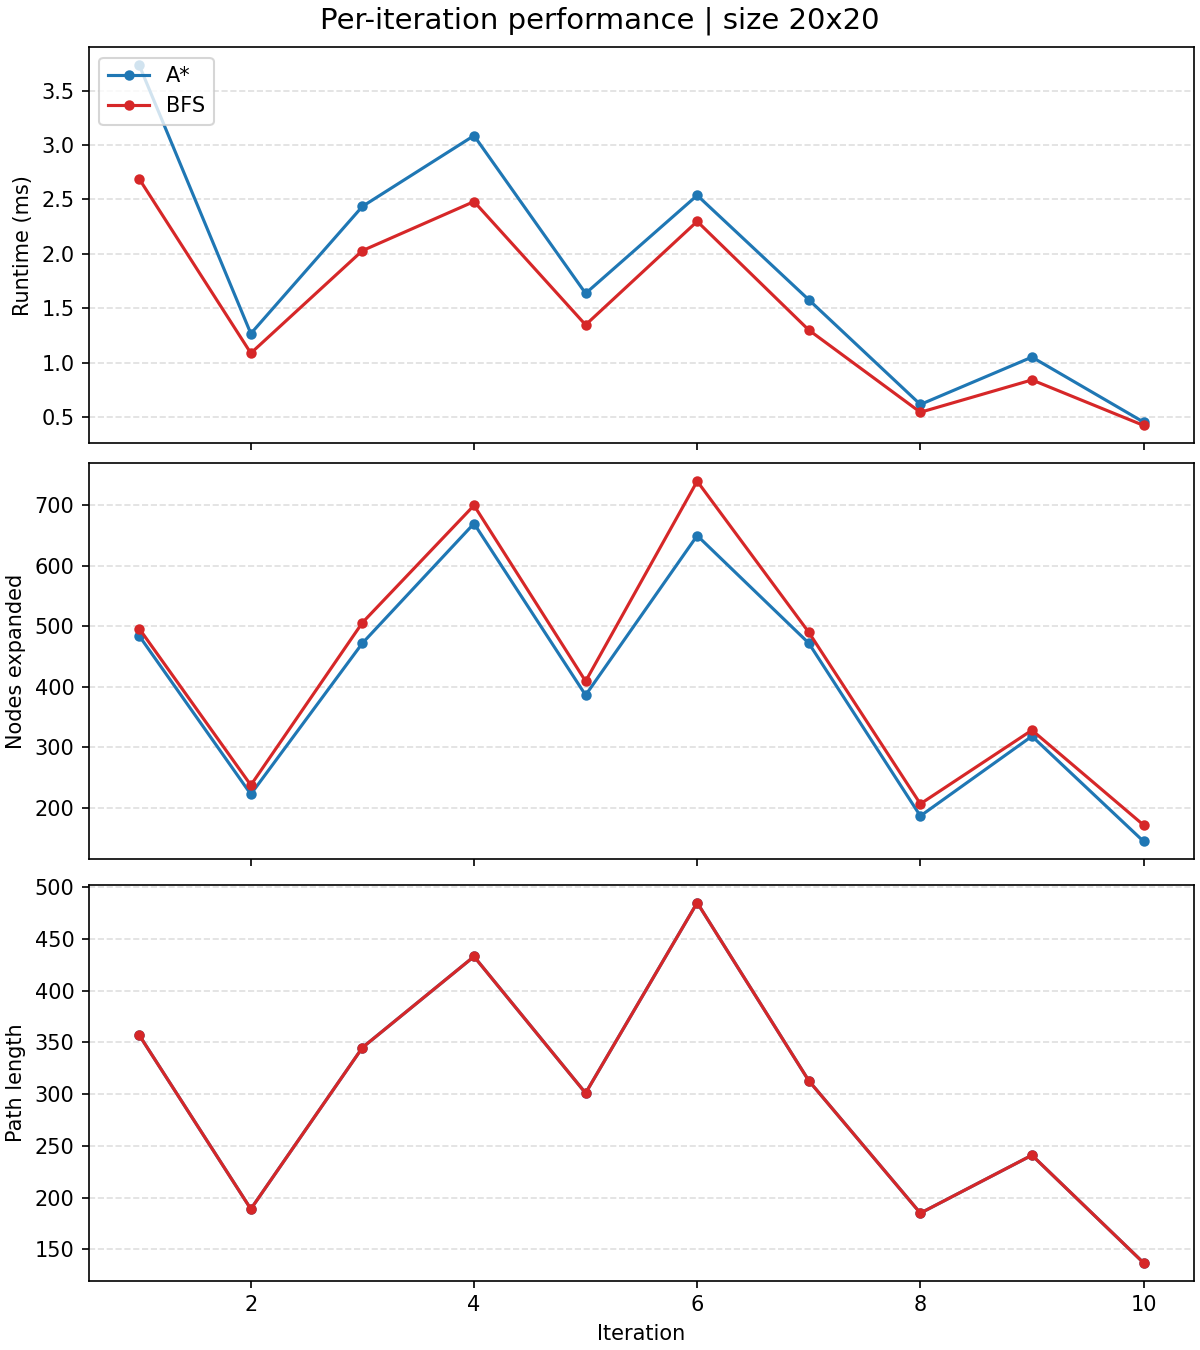 Per-iteration performance | size 20x20
A*
BFS
Runtime (ms)
3.5
3.0
2.5
2.0
1.5
1.0
0.5
Nodes expanded
700
600
500
400
300
200
Path length
500
450
400
350
300
250
200
150
2 4 6 8 10
Iteration